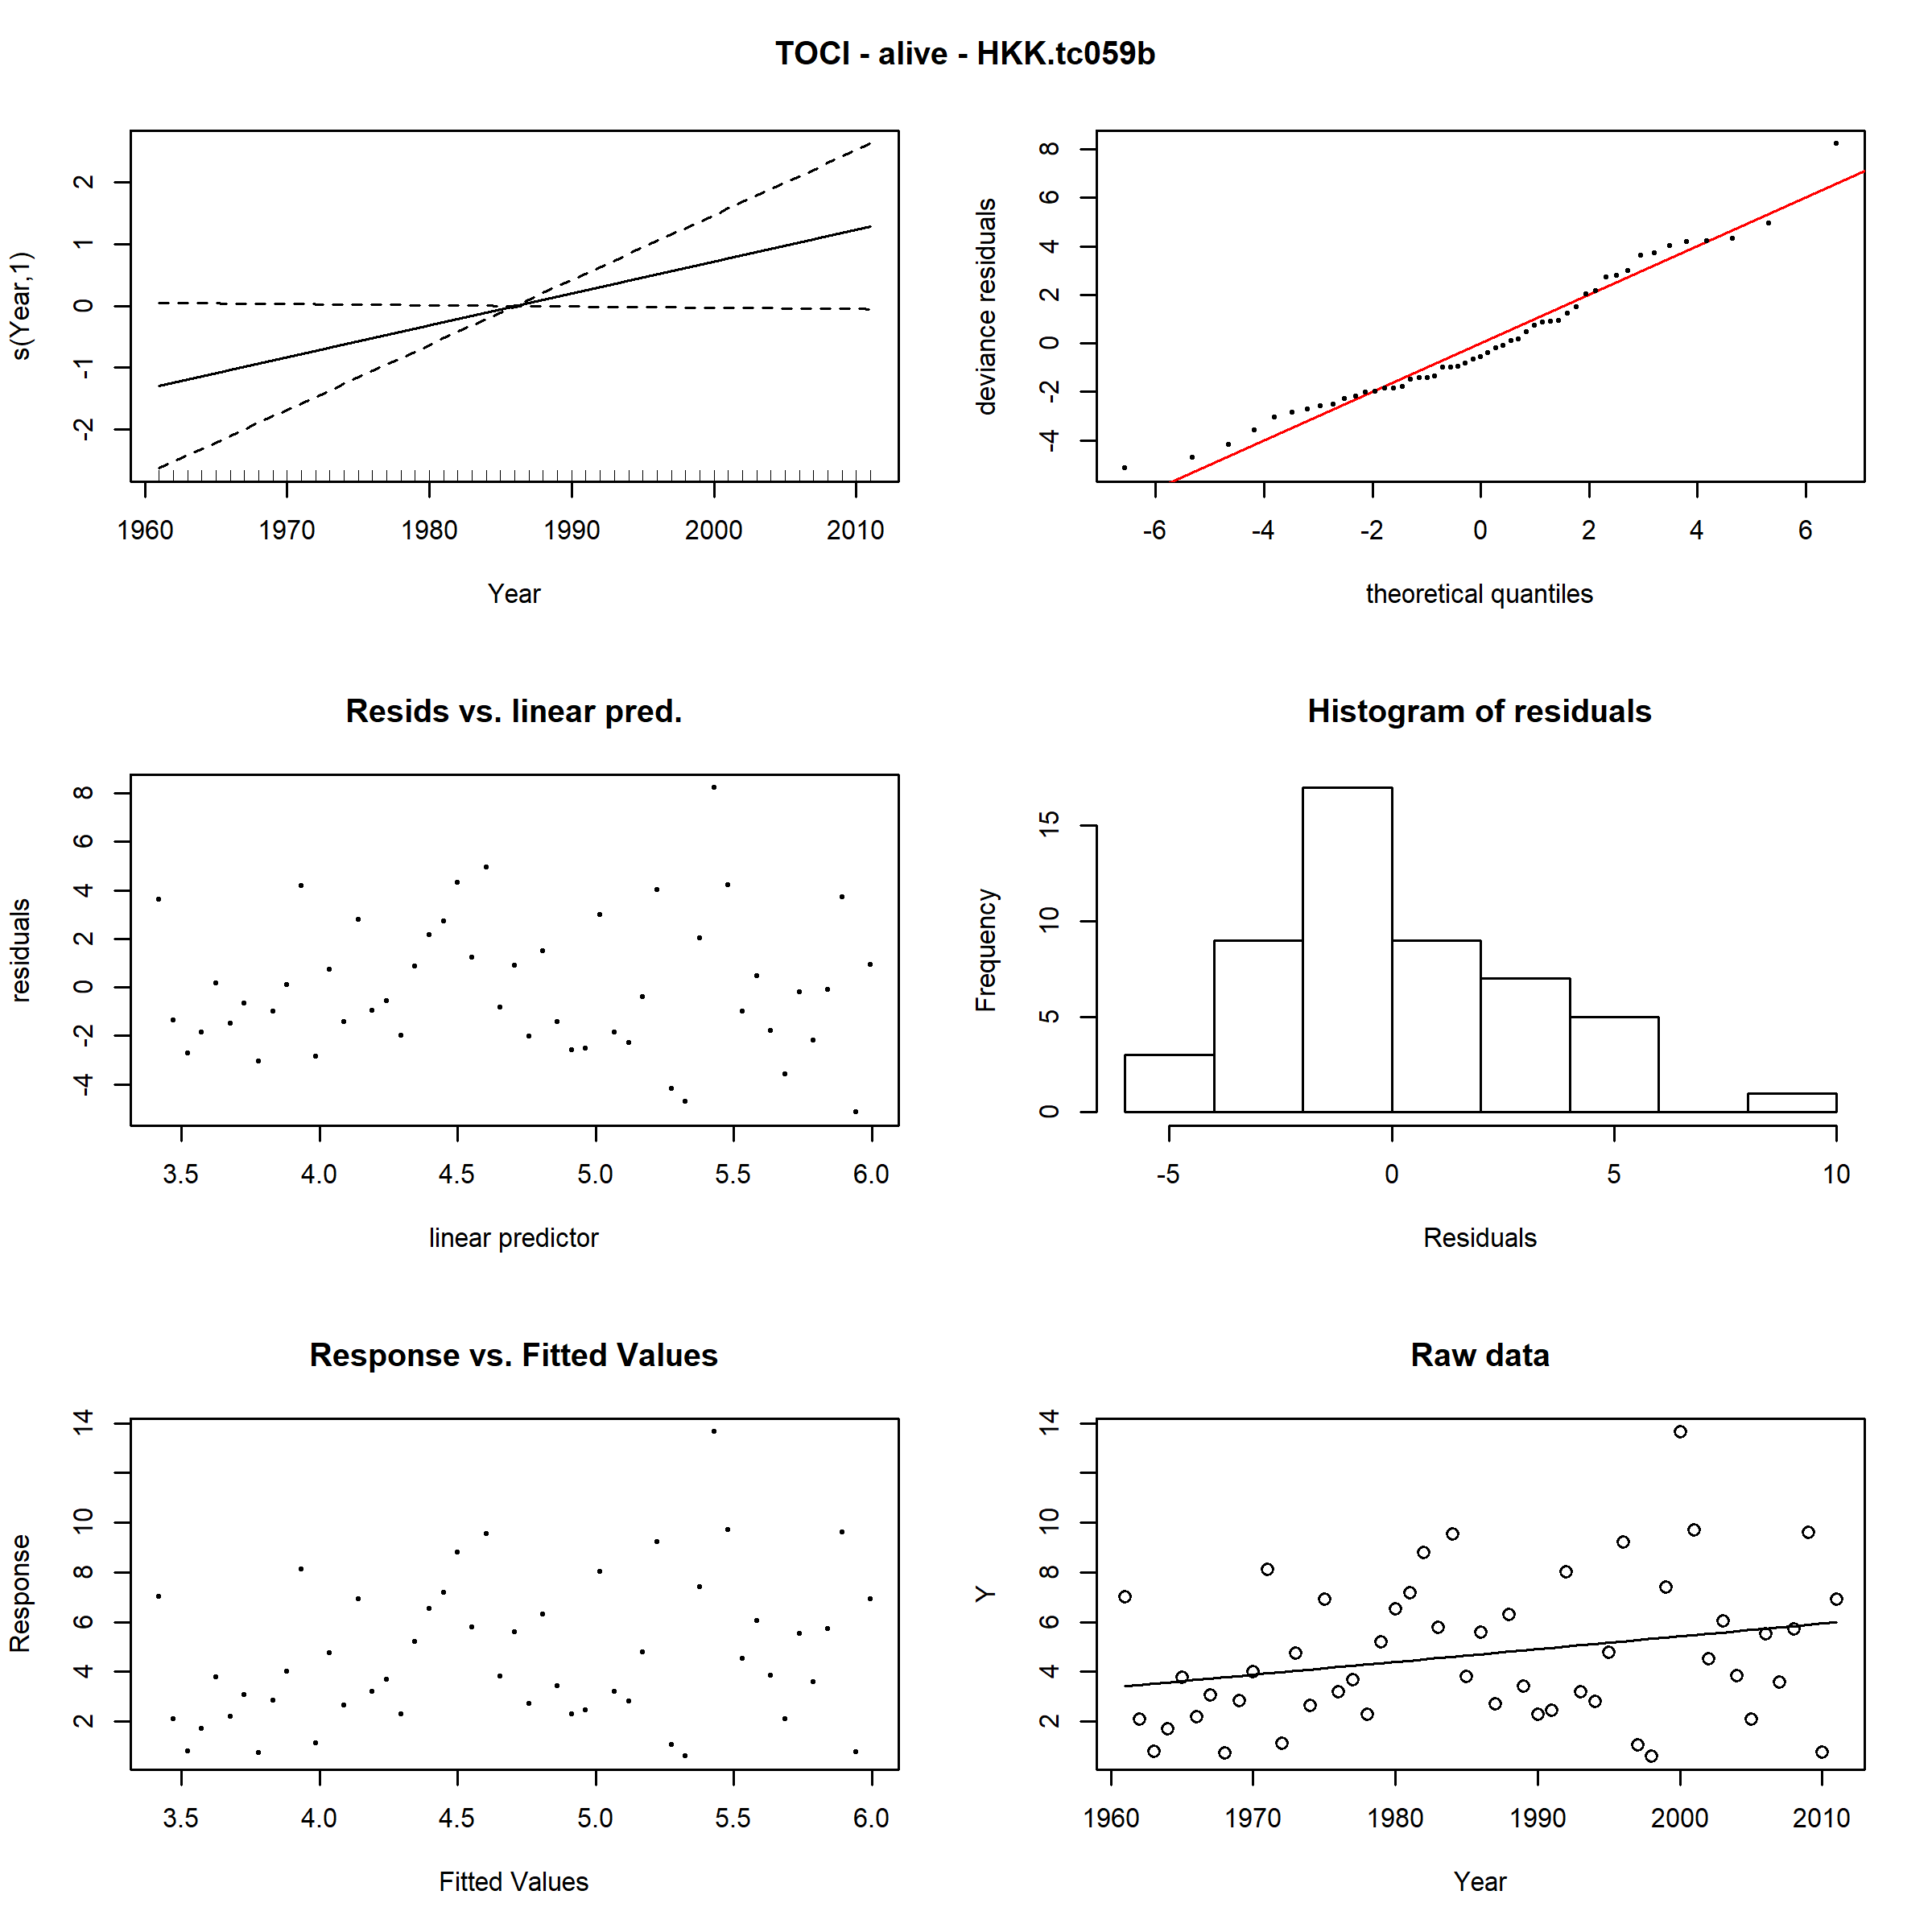 TOCI - alive - HKK.tc059b
s(Year,1)
2
1
0
-1
-2
1960 1970 1980 1990 2000 2010
Year
deviance residuals
8
6
4
2
0
-2
-4
-6 -4 -2 0 2 4 6
theoretical quantiles
Resids vs. linear pred.
residuals
8
6
4
2
0
-2
-4
3.5 4.0 4.5 5.0 5.5 6.0
linear predictor
Histogram of residuals
Frequency
15
10
5
0
-5 0 5 10
Residuals
Response vs. Fitted Values
Response
14
10
8
6
4
2
3.5 4.0 4.5 5.0 5.5 6.0
Fitted Values
Raw data
Y
14
10
8
6
4
2
1960 1970 1980 1990 2000 2010
Year